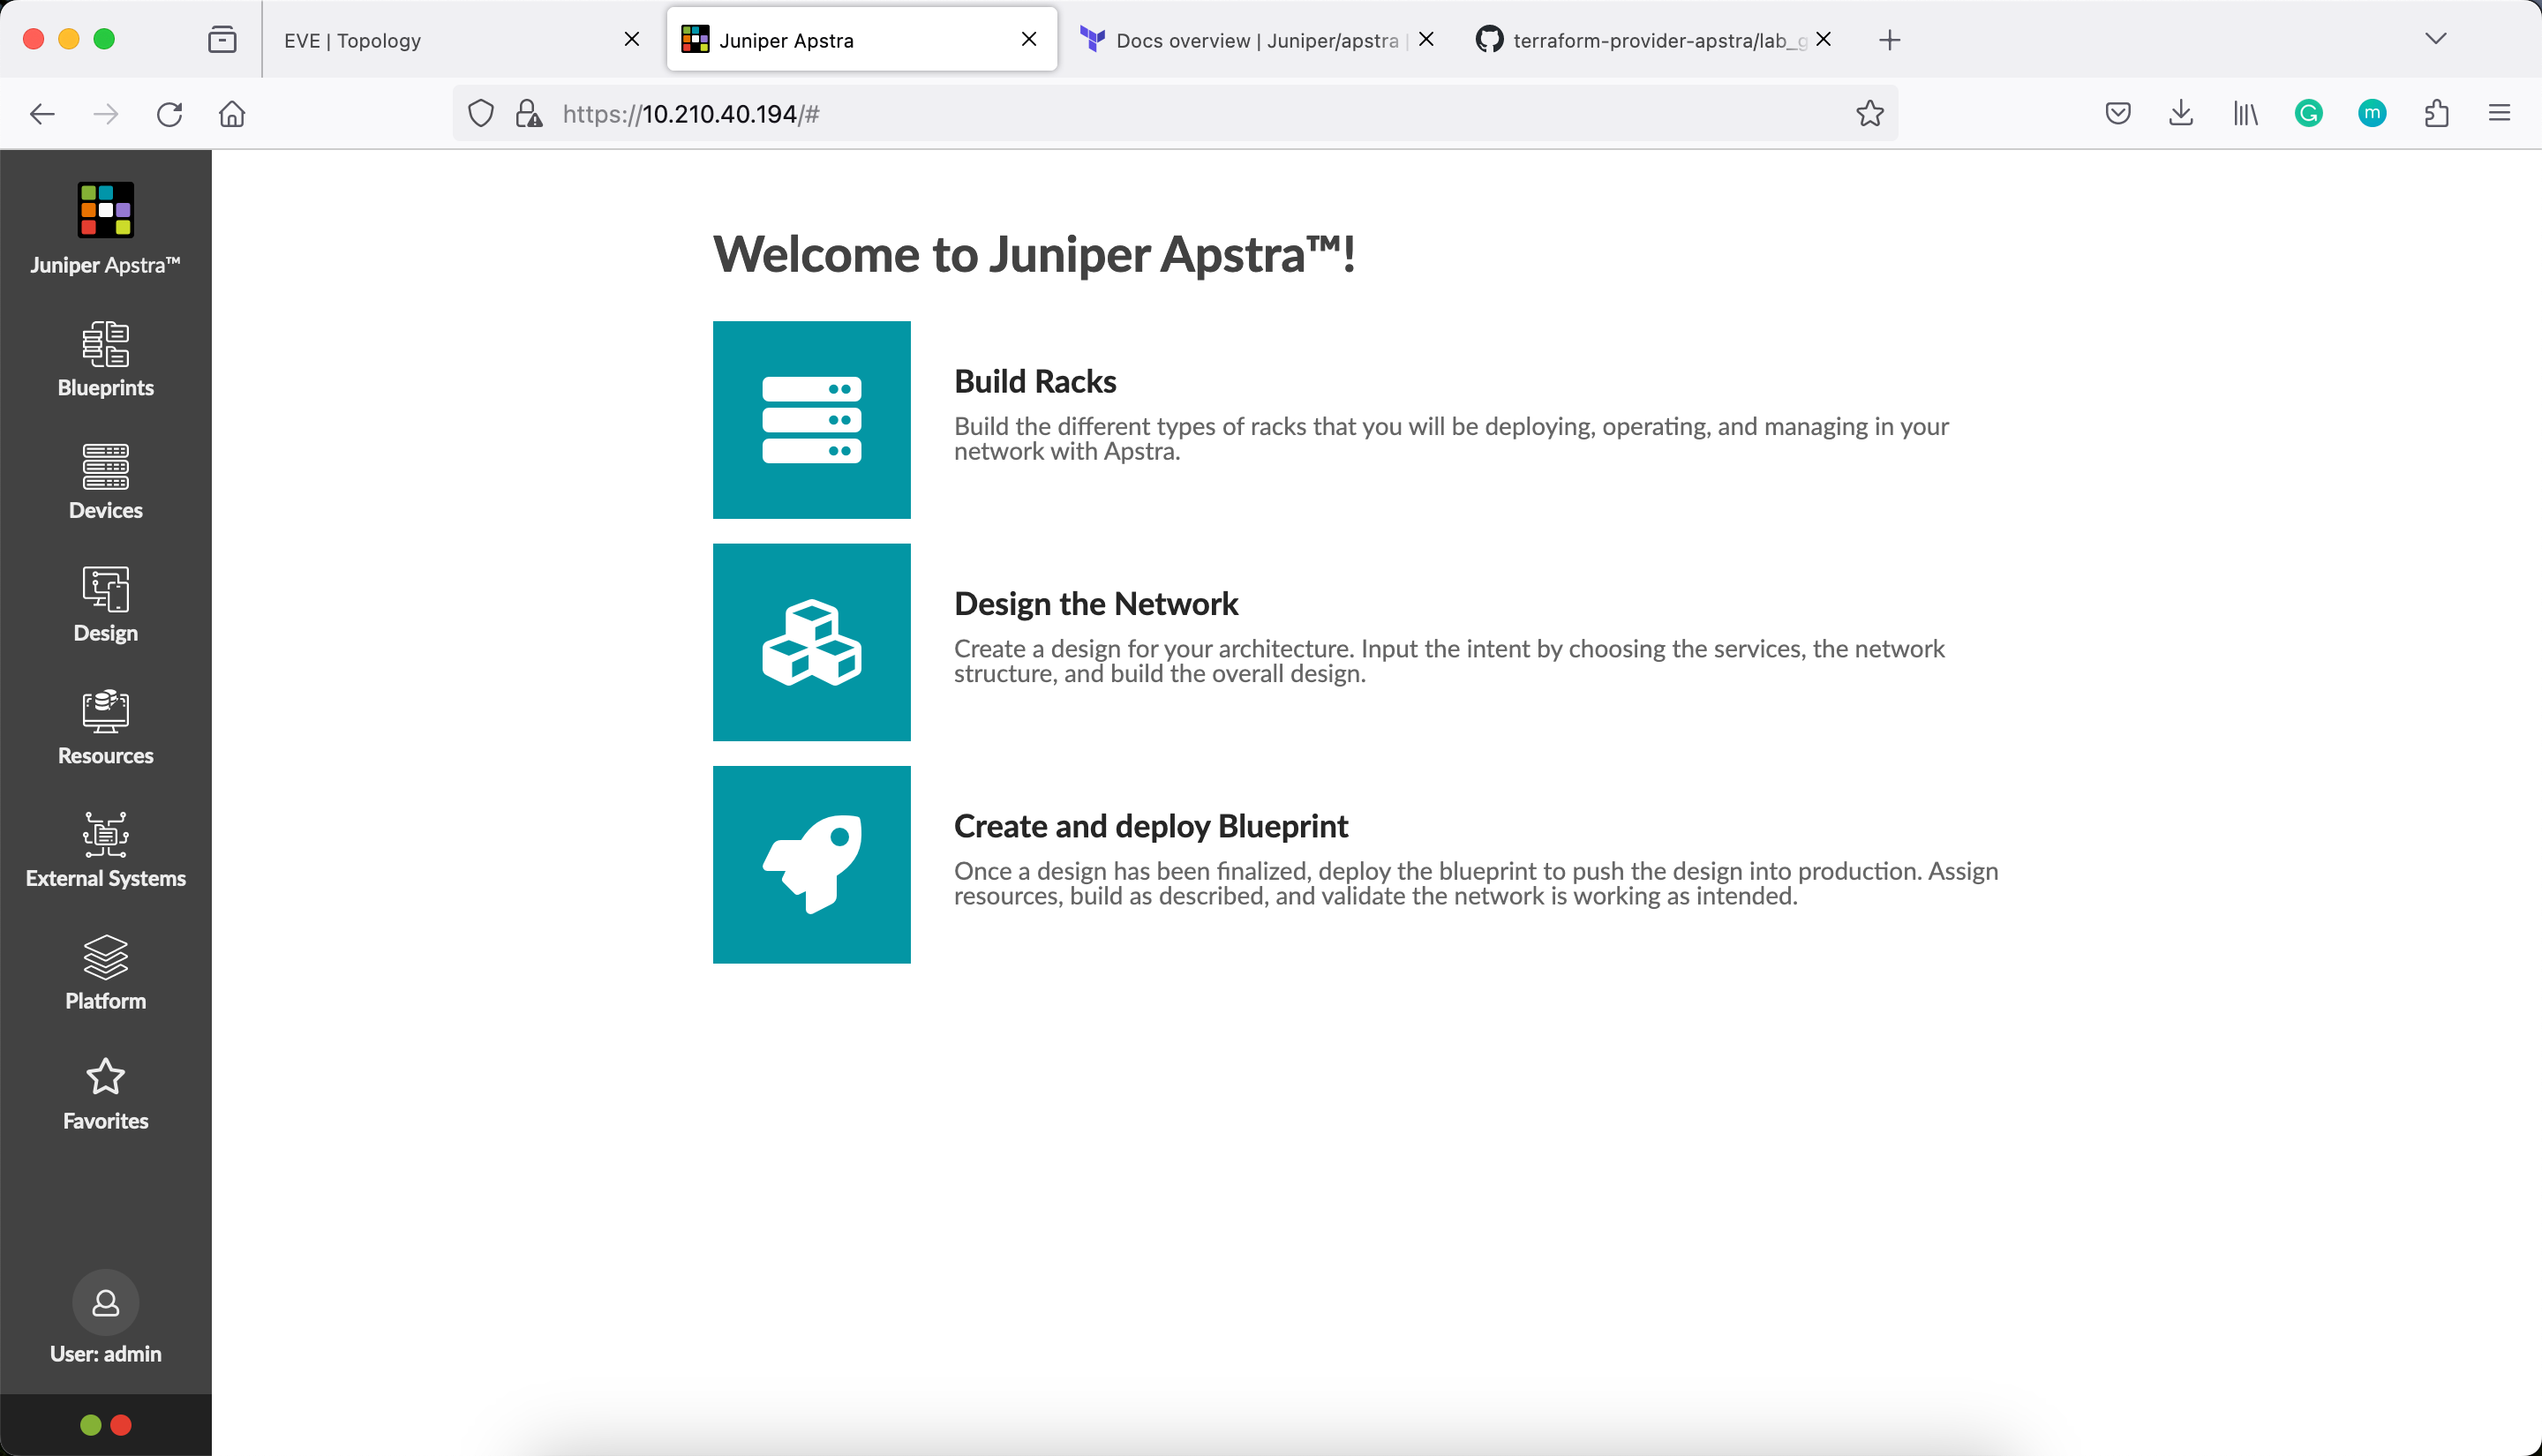 EVE | Topology
Juniper Apstra
Docs overview | Juniper/apstra |
terraform-provider-apstra/lab_g
https://10.210.40.194/#
G
m
Juniper Apstra™
Blueprints
Devices
Design
Resources
External Systems
Platform
Favorites
User: admin
Welcome to Juniper Apstra™!
Build Racks
Build the different types of racks that you will be deploying, operating, and managing in your
network with Apstra.
Design the Network
Create a design for your architecture. Input the intent by choosing the services, the network
structure, and build the overall design.
Create and deploy Blueprint
Once a design has been finalized, deploy the blueprint to push the design into production. Assign
resources, build as described, and validate the network is working as intended.